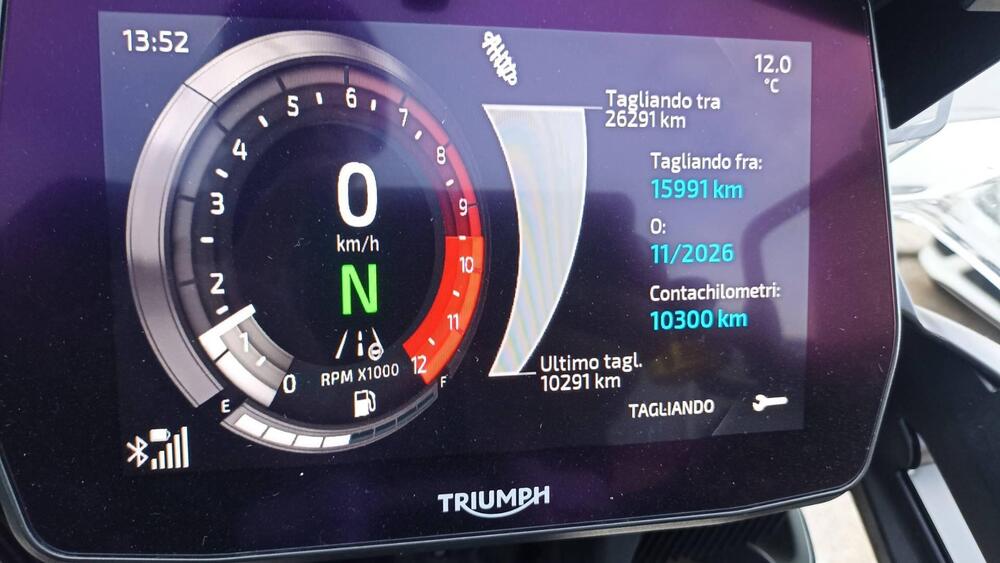 13:52
12.0
°C
Tagliando tra
26291 km
Tagliando fra:
15991 km
O:
11/2026
Contachilometri:
10300 km
Ultimo tagl.
10291 km
TAGLIANDO
0
km/h
N
0
1
2
3
4
5
6
7
8
9
10
11
12
RPM X1000
E
F
TRIUMPH